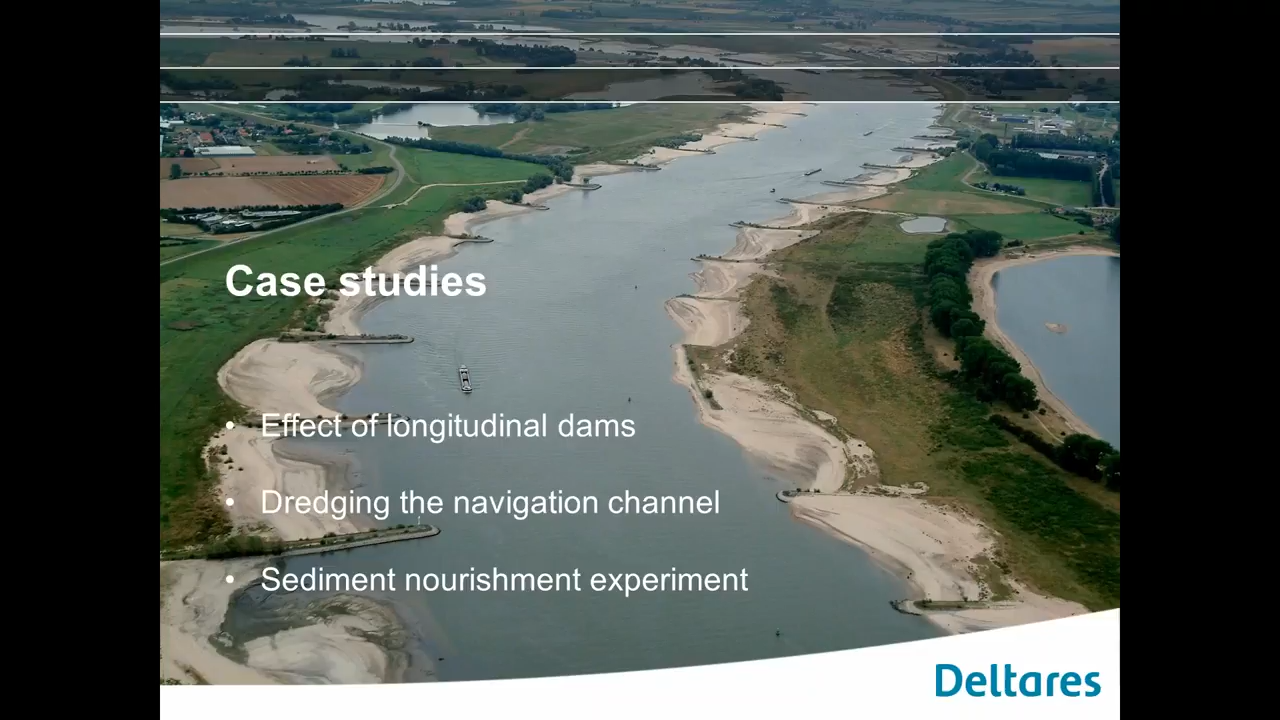 Case studies
• Effect of longitudinal dams
• Dredging the navigation channel
• Sediment nourishment experiment
Deltares